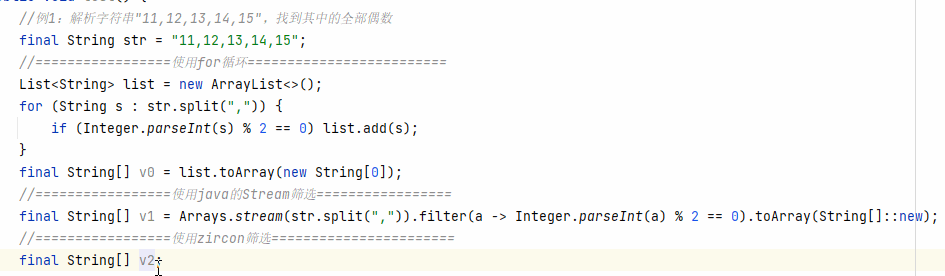 //例1：解析字符串"11,12,13,14,15"，找到其中的全部偶数
final String str = "11,12,13,14,15";
//=================使用for循环=========================
List<String> list = new ArrayList<>();
for (String s : str.split(",")) {
if (Integer.parseInt(s) % 2 == 0) list.add(s);
}
final String[] v0 = list.toArray(new String[0]);
//=================使用java的Stream筛选=================
final String[] v1 = Arrays.stream(str.split(",")).filter(a -> Integer.parseInt(a) % 2 == 0).toArray(String[]::new);
//=================使用zircon筛选=======================
final String[] v2